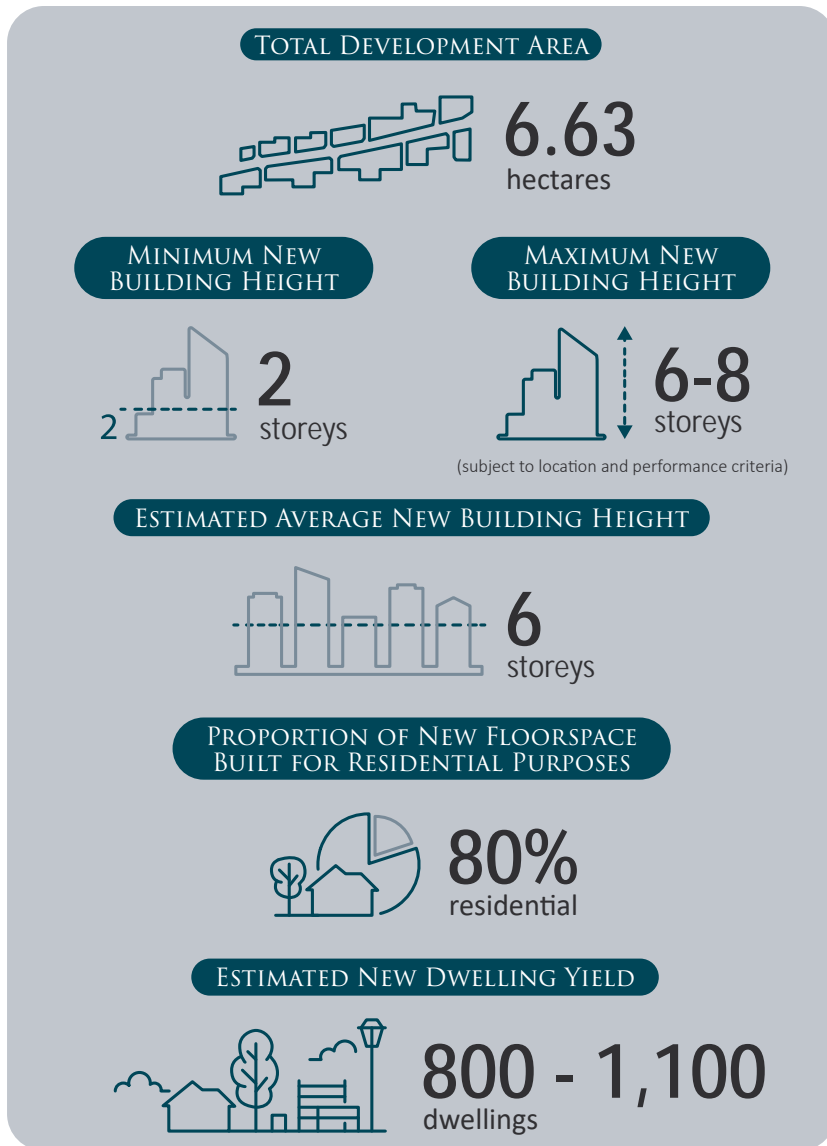 TOTAL DEVELOPMENT AREA
6.63
hectares
MINIMUM NEW
BUILDING HEIGHT
MAXIMUM NEW
BUILDING HEIGHT
2
2
storeys
6-8
storeys
(subject to location and performance criteria)
ESTIMATED AVERAGE NEW BUILDING HEIGHT
6
storeys
PROPORTION OF NEW FLOORSPACE
BUILT FOR RESIDENTIAL PURPOSES
80%
residential
ESTIMATED NEW DWELLING YIELD
800 - 1,100
dwellings